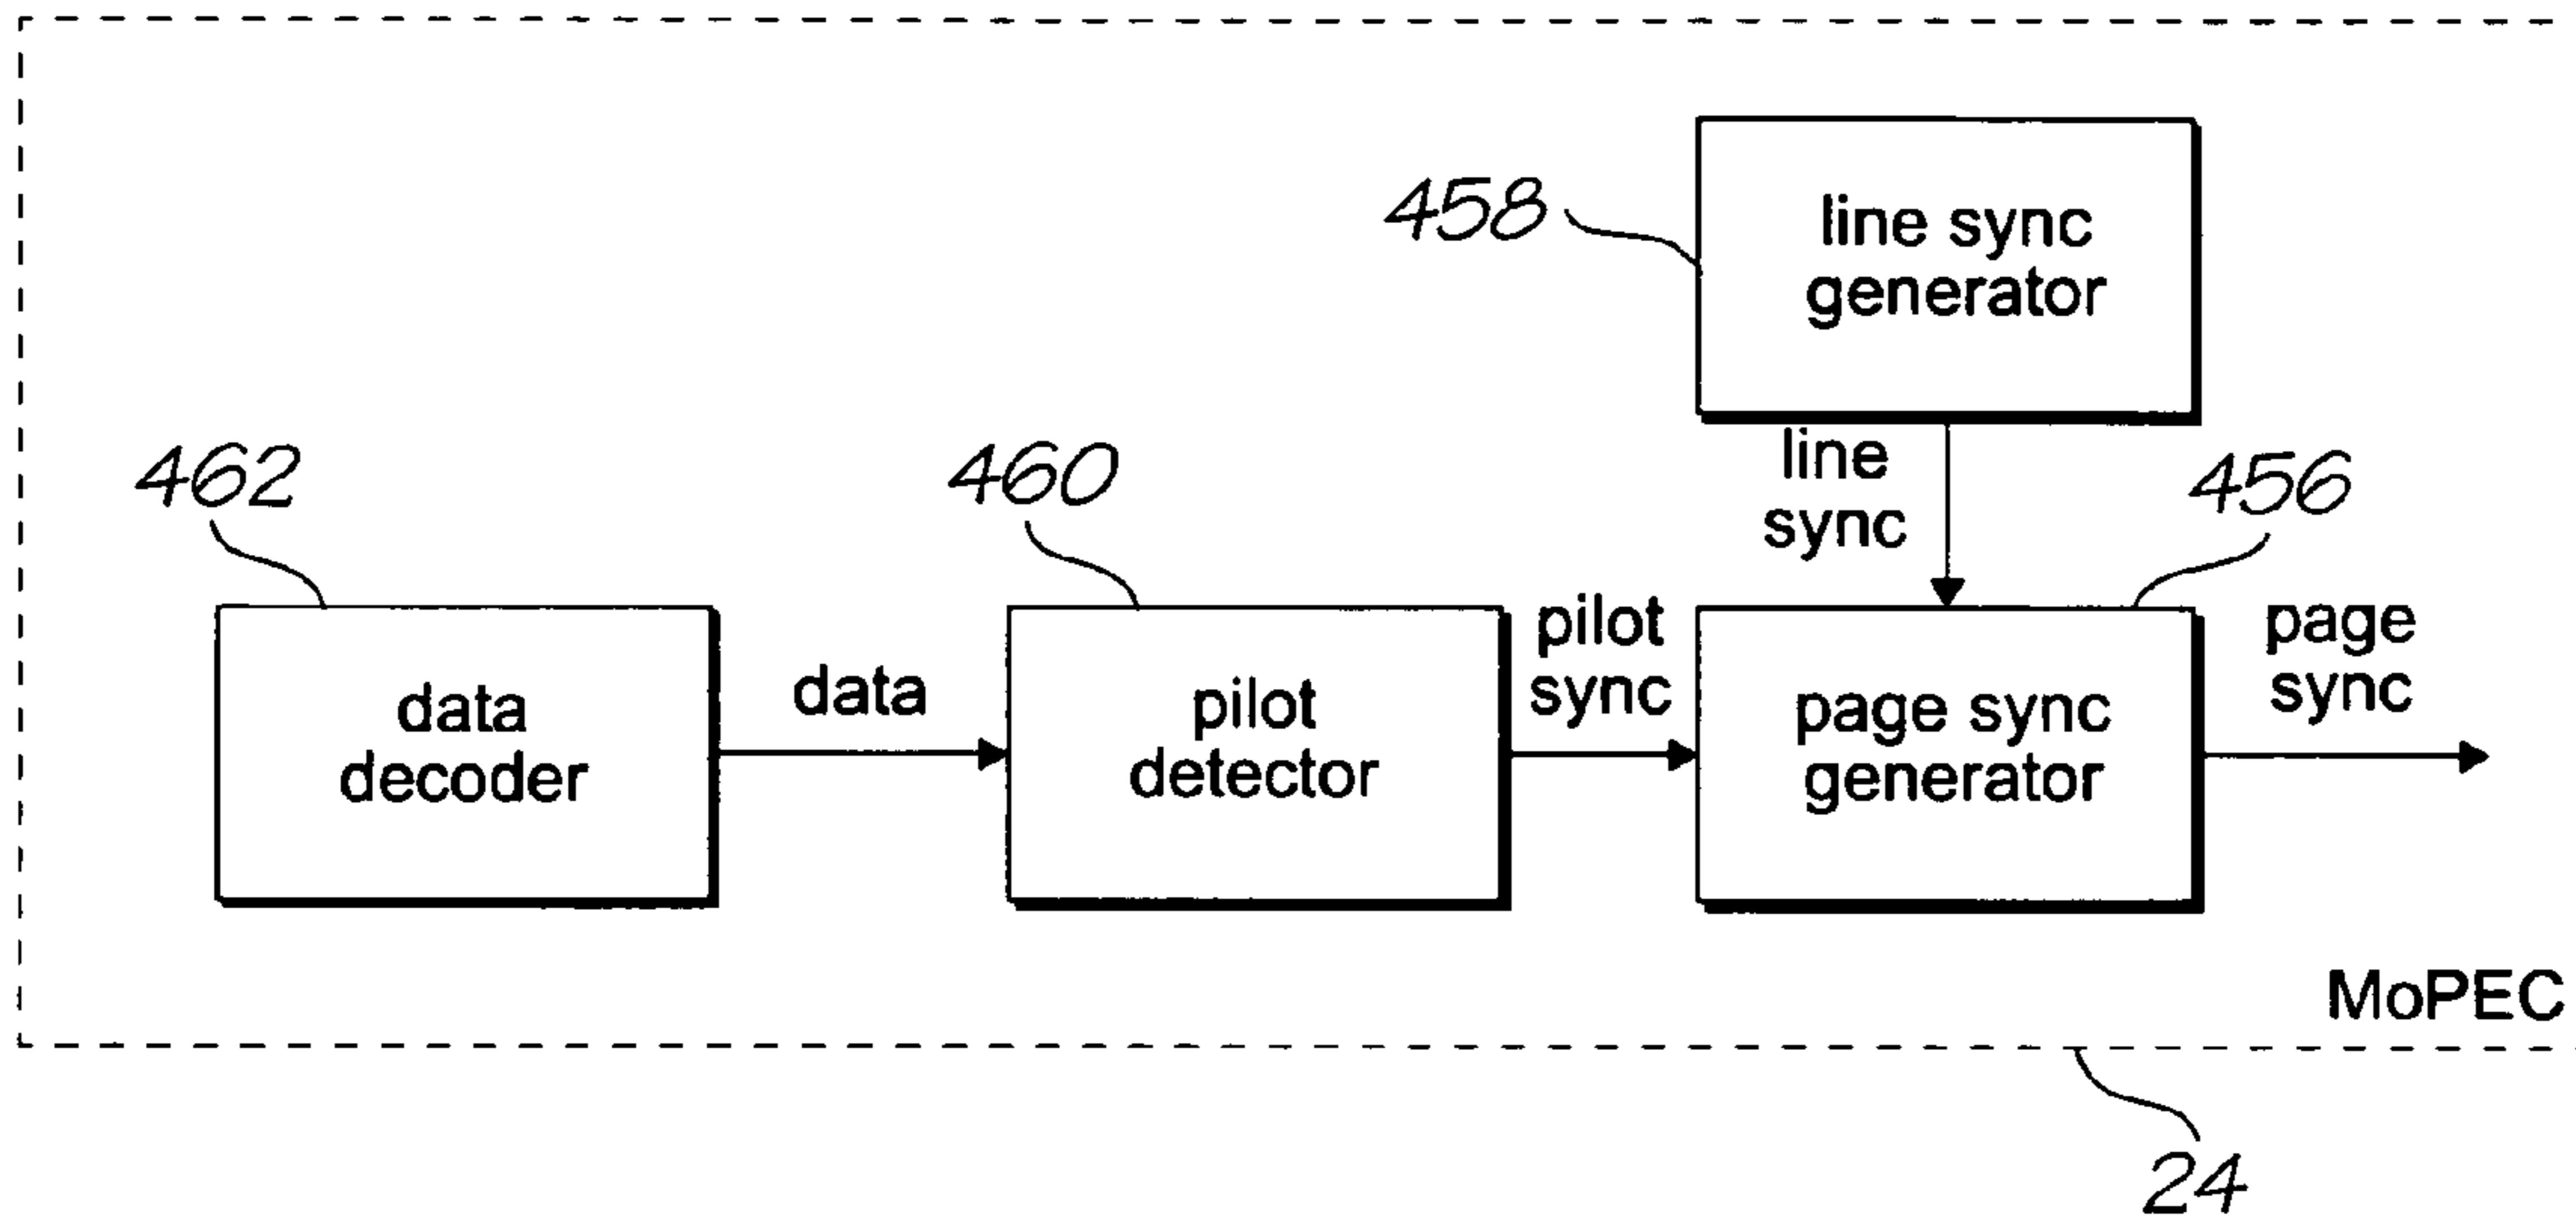 458
line sync
generator
line
sync
462
460
456
data
decoder
data
pilot
detector
pilot
sync
page sync
generator
page
sync
MoPEC
24